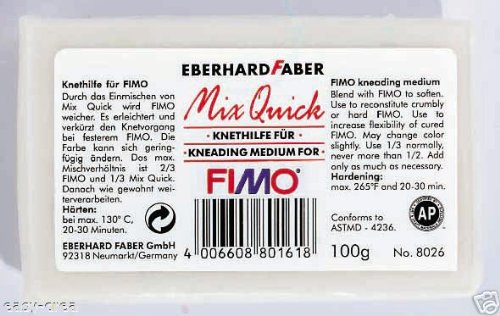 EBERHARD FABER
Mix Quick
KNETHILFE FÜR
KNEADING MEDIUM FOR
FIMO
Knethilfe für FIMO
Durch das Einmischen von
Mix Quick wird FIMO
weicher. Es erleichtert und
verkürzt den Knetvorgang
bei festerem FIMO. Die
Farbe kann sich gering-
fügig ändern. Das max.
Mischverhältnis ist 2/3
FIMO und 1/3 Mix Quick.
Danach wie gewohnt wei-
terverarbeiten.
Härten:
bei max. 130° C,
20-30 Minuten.
EBERHARD FABER GmbH
92318 Neumarkt/Germany
4 006608 801618
FIMO kneading medium
Blend with FIMO to soften.
Use to reconstitute crumbly
or hard FIMO. Use to
increase flexibility of cured
FIMO. May change color
slightly. Use 1/3 normally,
never more than 1/2. Add
only as much as necessary.
Hardening:
max. 265°F and 20-30 min.
Conforms to
ASTMD - 4236.
AP
100g
No. 8026
easy-crea